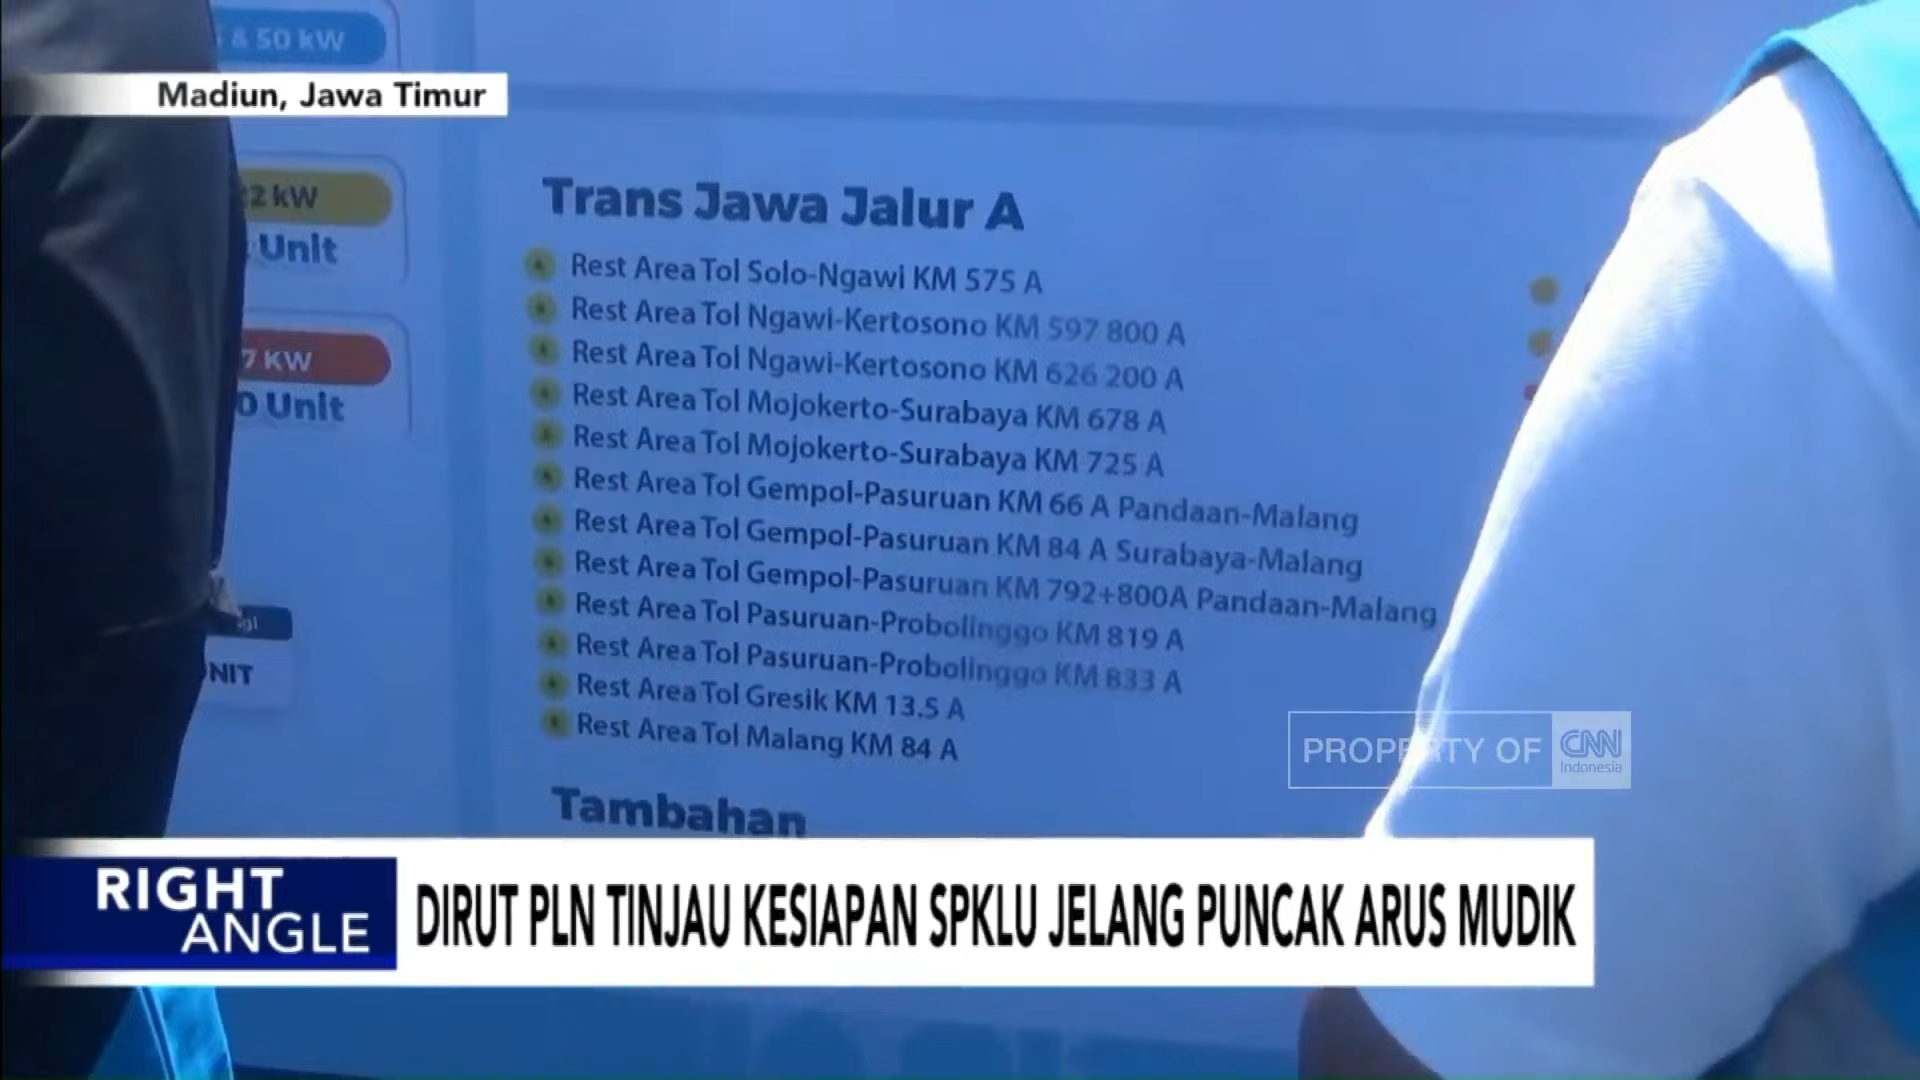 & 50 kW
Madiun, Jawa Timur
2 kW
Unit
7 KW
0 Unit
NIT
Trans Jawa Jalur A
Rest Area Tol Solo-Ngawi KM 575 A
Rest Area Tol Ngawi-Kertosono KM 597 800 A
Rest Area Tol Ngawi-Kertosono KM 626 200 A
Rest Area Tol Mojokerto-Surabaya KM 678 A
Rest Area Tol Mojokerto-Surabaya KM 725 A
Rest Area Tol Gempol-Pasuruan KM 66 A Pandaan-Malang
Rest Area Tol Gempol-Pasuruan KM 84 A Surabaya-Malang
Rest Area Tol Gempol-Pasuruan KM 792+800A Pandaan-Malang
Rest Area Tol Pasuruan-Probolinggo KM 819 A
Rest Area Tol Pasuruan-Probolinggo KM 833 A
Rest Area Tol Gresik KM 13.5 A
Rest Area Tol Malang KM 84 A
Tambahan
PROPERTY OF CNN Indonesia
RIGHT ANGLE
DIRUT PLN TINJAU KESIAPAN SPKLU JELANG PUNCAK ARUS MUDIK